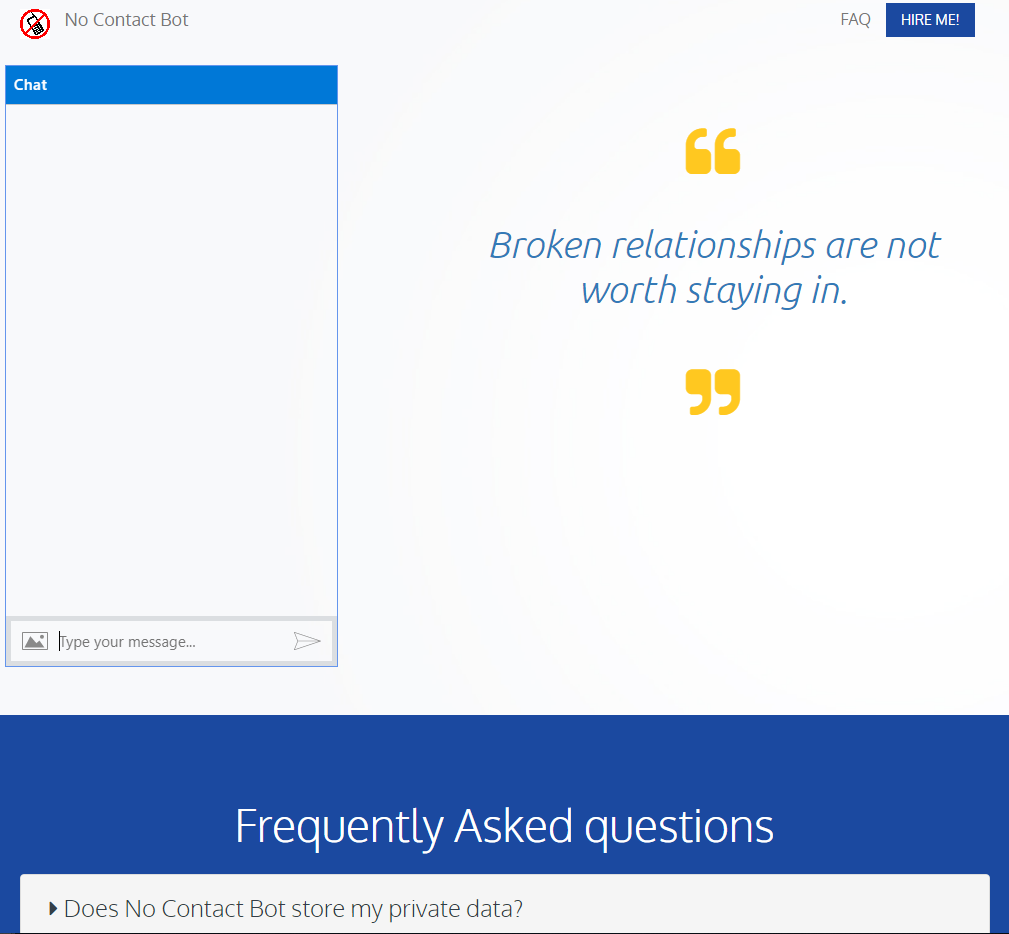 No Contact Bot
FAQ
HIRE ME!
Chat
“
Broken relationships are not
worth staying in.
”
Type your message...
Frequently Asked questions
Does No Contact Bot store my private data?